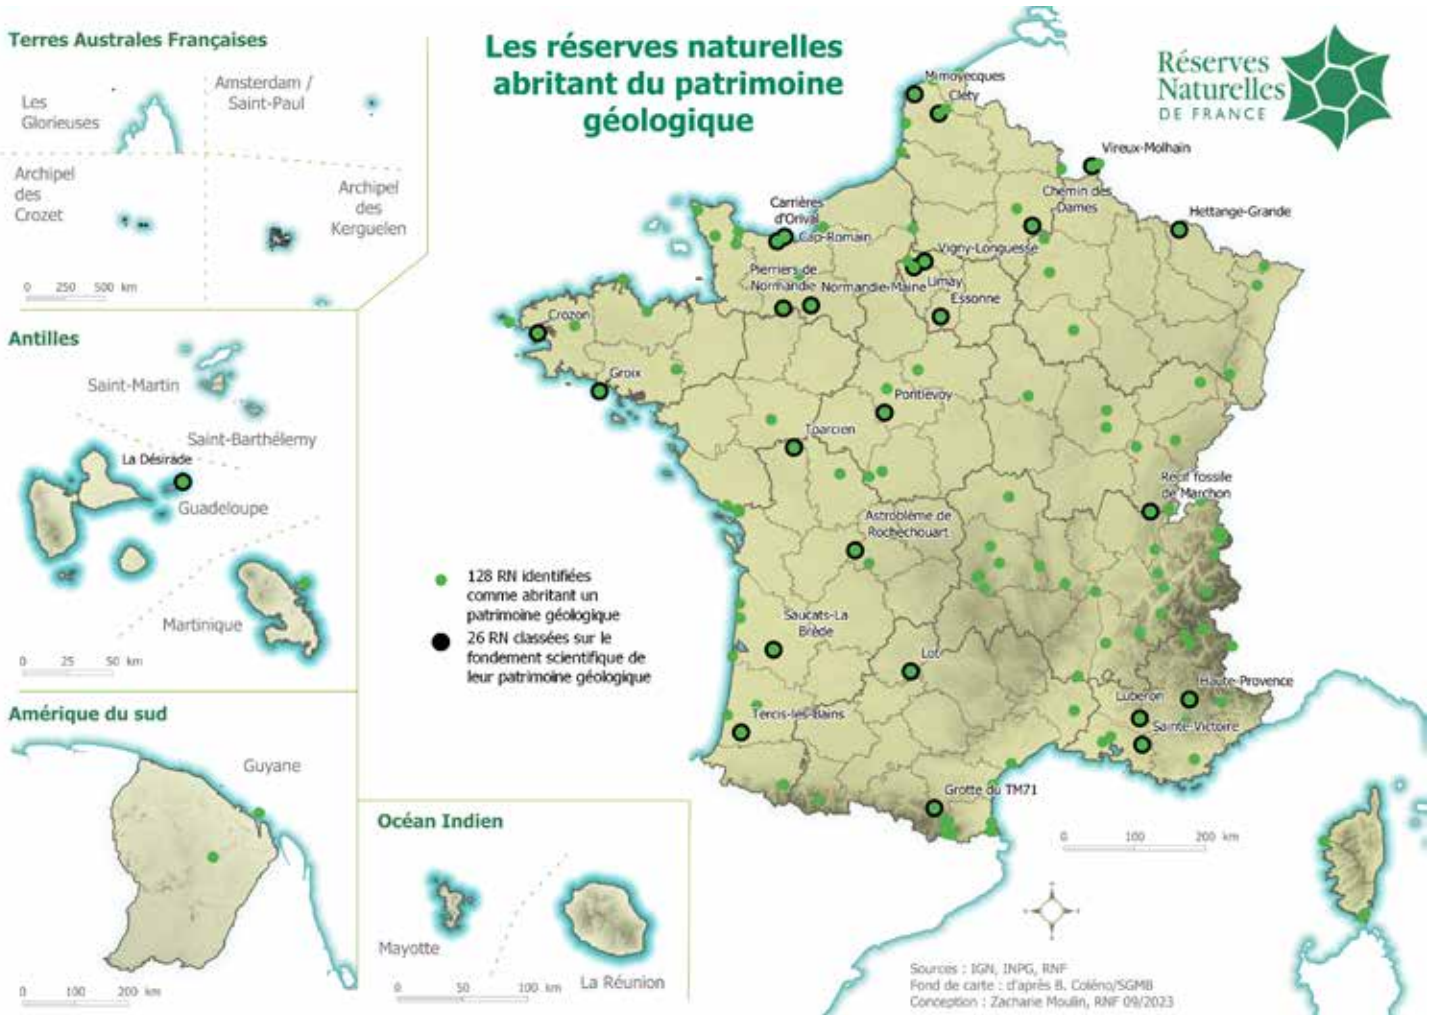 Terres Australes Françaises
Les
Glorieuses
Amsterdam /
Saint-Paul
Archipel
des
Crozet
Archipel
des
Kerguelen
0 250 500 km
Les réserves naturelles
abritant du patrimoine
géologique
Réserves
Naturelles
DE FRANCE
Antilles
Saint-Martin
Saint-Barthélemy
La Désirade
Guadeloupe
Martinique
0 25 50 km
Amérique du sud
Guyane
0 100 200 km
Océan Indien
Mayotte
La Réunion
0 50 100 km
128 RN identifiées
comme abritant un
patrimoine géologique
26 RN classées sur le
fondement scientifique de
leur patrimoine géologique
Mimoyecques
Cléty
Vireux-Molhain
Chemin des
Dames
Hettange-Grande
Carrières
d'Orival
Cap-Romain
Vigny-Longuesse
Limay
Pierriers de
Normandie
Normandie-Maine
Essonne
Crozon
Groix
Pontlevoy
Toarcien
Récif fossile
de Marchon
Astroblème de
Rochechouart
Saucats-La
Brède
Lot
Haute-Provence
Luberon
Sainte-Victoire
Tercis-les-Bains
Grotte du TM71
0 100 200 km
Sources : IGN, INPG, RNF
Fond de carte : d'après B. Coléno/SGMB
Conception : Zacharie Moulin, RNF 09/2023